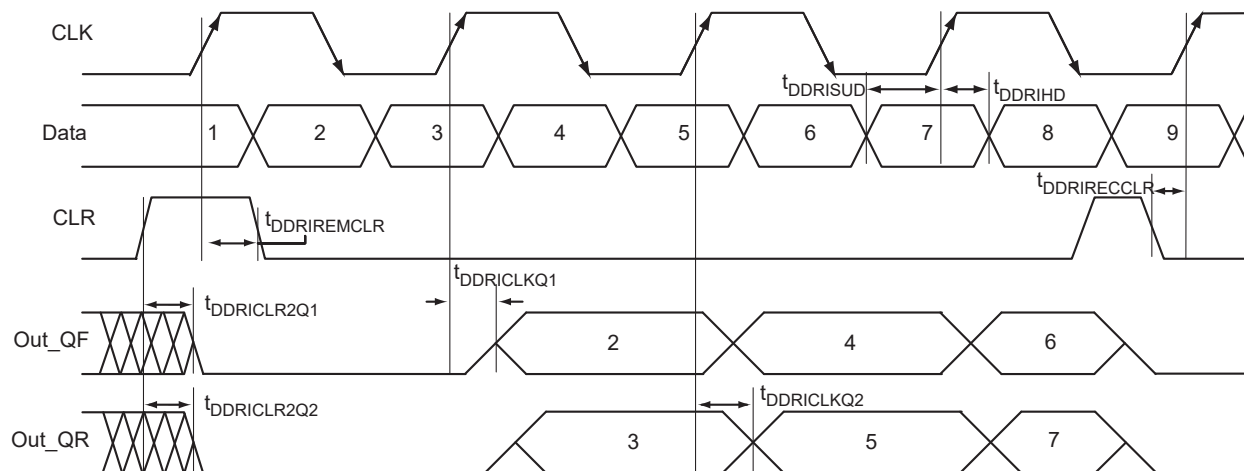 CLK
tDDRISUD
tDDRIHD
Data
1 2 3 4 5 6 7 8 9
tDDRIRECCLR
CLR
tDDRIREMCLR
tDDRICLKQ1
tDDRICLR2Q1
Out_QF
2 4 6
tDDRICLR2Q2
tDDRICLKQ2
Out_QR
3 5 7